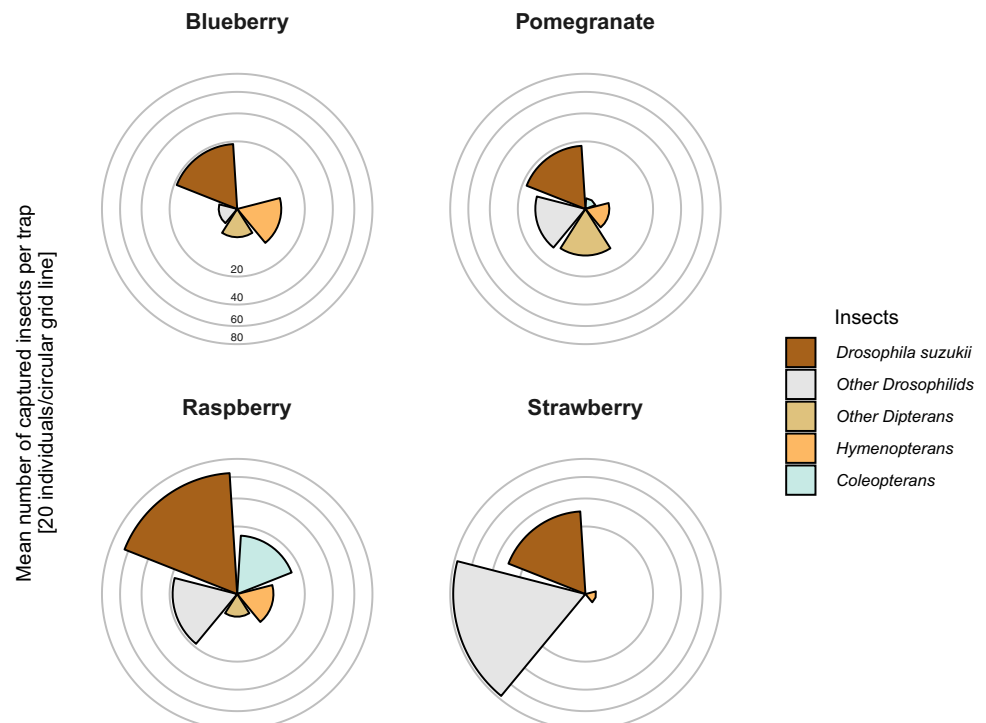 Blueberry
Pomegranate
20
40
60
80
Raspberry
Strawberry
Mean number of captured insects per trap
[20 individuals/circular grid line]
Insects
Drosophila suzukii
Other Drosophilids
Other Dipterans
Hymenopterans
Coleopterans